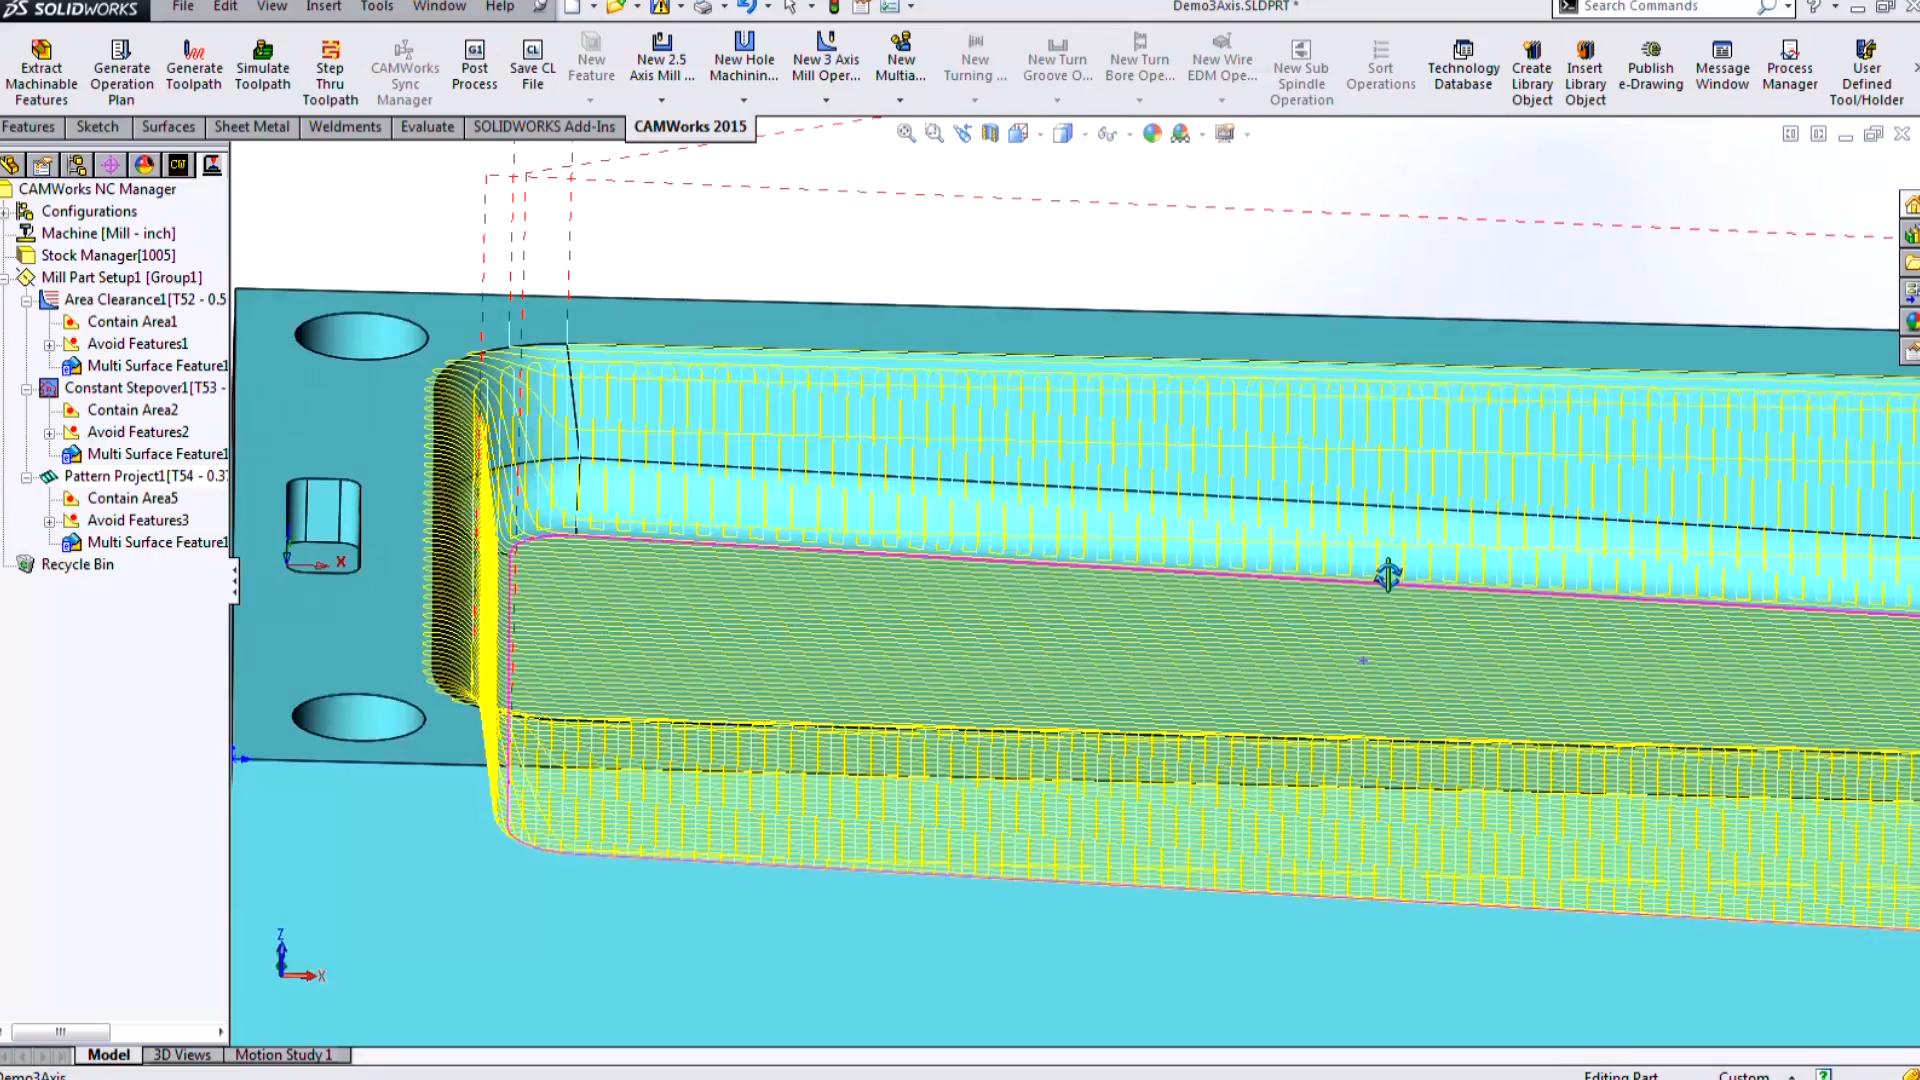 SOLIDWORKS File Edit View Insert Tools Window Help Demo3Axis.SLDPRT * Search Commands
Extract Machinable Features
Generate Operation Plan
Generate Toolpath
Simulate Toolpath
Step Thru Toolpath
CAMWorks Sync Manager
G1 Post Process
CL Save CL File
New Feature
New 2.5 Axis Mill ...
New Hole Machinin...
New 3 Axis Mill Oper...
New Multia...
New Turning ...
New Turn Groove O...
New Turn Bore Ope...
New Wire EDM Ope...
New Sub Spindle Operation
Sort Operations
Technology Database
Create Library Object
Insert Library Object
Publish e-Drawing
Message Window
Process Manager
User Defined Tool/Holder
Features Sketch Surfaces Sheet Metal Weldments Evaluate SOLIDWORKS Add-Ins CAMWorks 2015
CW
CAMWorks NC Manager
Configurations
Machine [Mill - inch]
Stock Manager[1005]
Mill Part Setup1 [Group1]
Area Clearance1[T52 - 0.5
Contain Area1
Avoid Features1
Multi Surface Feature1
Constant Stepover1[T53 -
Contain Area2
Avoid Features2
Multi Surface Feature1
Pattern Project1[T54 - 0.37
Contain Area5
Avoid Features3
Multi Surface Feature1
Recycle Bin
X
Z
X
Model 3D Views Motion Study 1
Demo3Axis Editing Part Custom